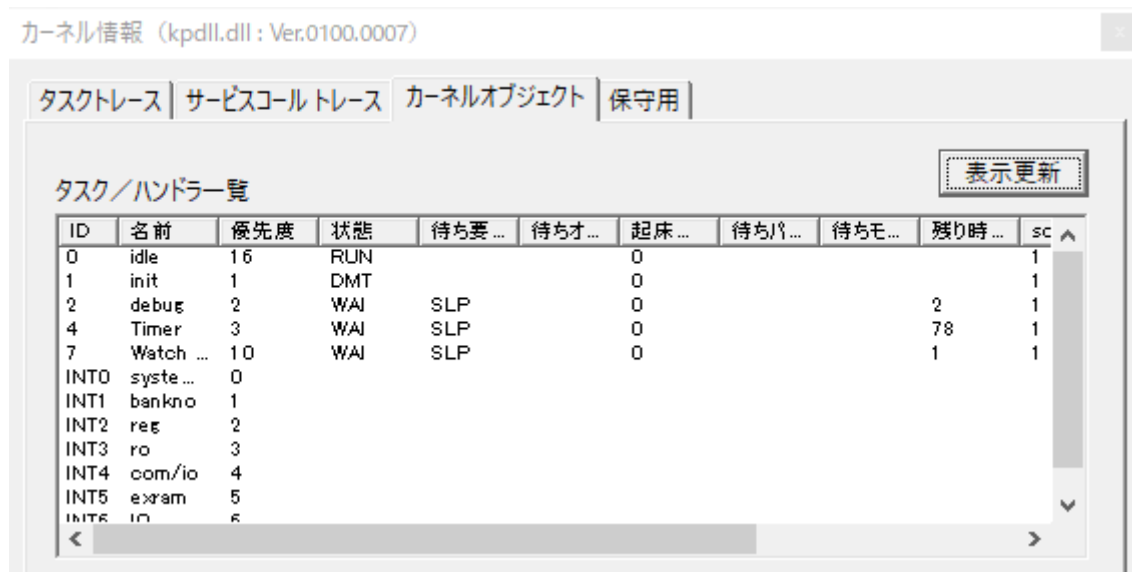 カーネル情報（kpdll.dll : Ver.0100.0007）
タスクトレース サービスコールトレース カーネルオブジェクト 保守用
表示更新
タスク／ハンドラ一覧
ID 名前 優先度 状態 待ち要... 待ちオ... 起床... 待ちパ... 待ちモ... 残り時... sc
0 idle 16 RUN 0 1
1 init 1 DMT 0 1
2 debug 2 WAI SLP 0 2 1
4 Timer 3 WAI SLP 0 78 1
7 Watch ... 10 WAI SLP 0 1 1
INT0 syste... 0
INT1 bankno 1
INT2 reg 2
INT3 ro 3
INT4 com/io 4
INT5 exram 5
INT6 IO 6